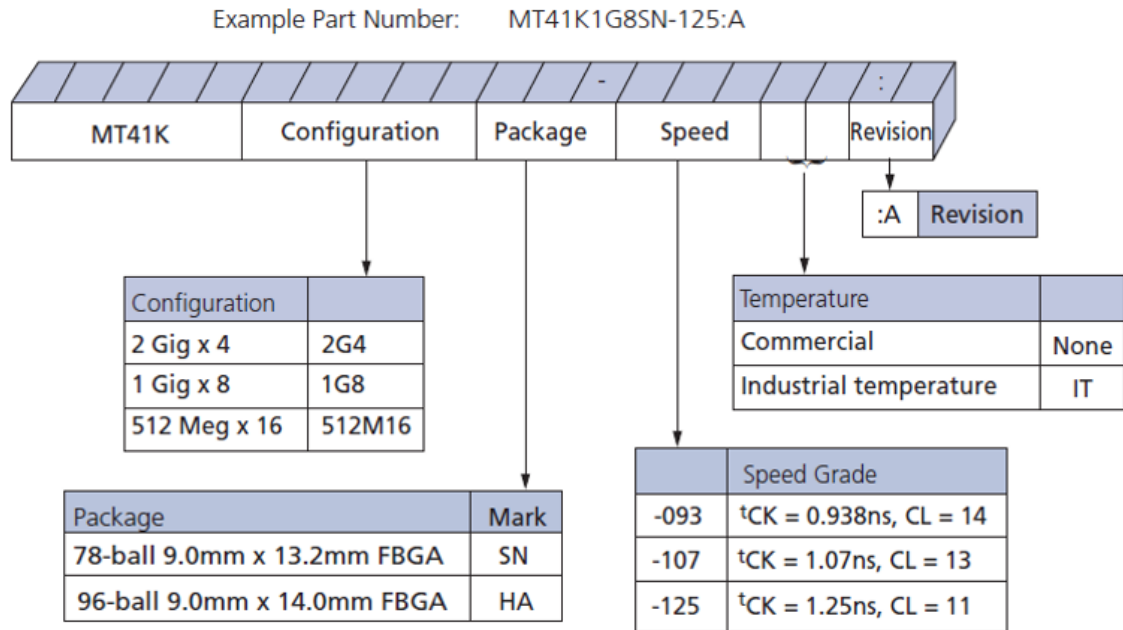 Example Part Number: MT41K1G8SN-125:A
- :
MT41K Configuration Package Speed Revision
:A Revision
Configuration
2 Gig x 4 2G4
1 Gig x 8 1G8
512 Meg x 16 512M16
Temperature
Commercial None
Industrial temperature IT
Package Mark
78-ball 9.0mm x 13.2mm FBGA SN
96-ball 9.0mm x 14.0mm FBGA HA
Speed Grade
-093 tCK = 0.938ns, CL = 14
-107 tCK = 1.07ns, CL = 13
-125 tCK = 1.25ns, CL = 11